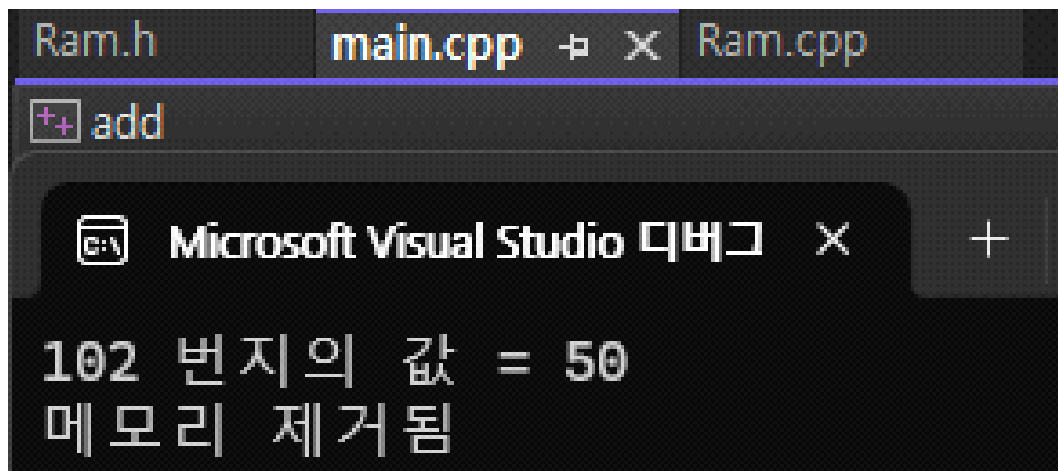 Ram.h main.cpp Ram.cpp
++ add
C:\ Microsoft Visual Studio 디버그
102 번지의 값 = 50
메모리 제거됨